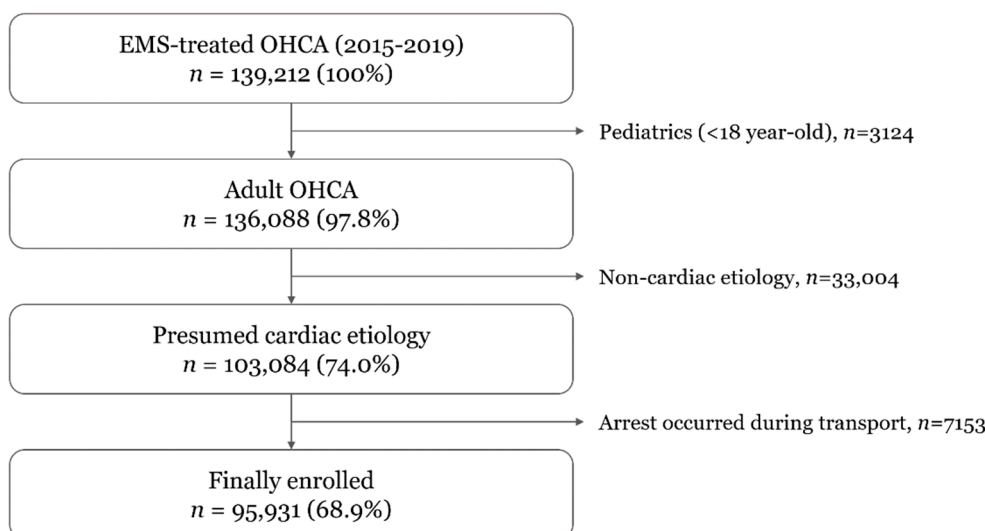 EMS-treated OHCA (2015-2019)
n = 139,212 (100%)
Pediatrics (<18 year-old), n=3124
Adult OHCA
n = 136,088 (97.8%)
Non-cardiac etiology, n=33,004
Presumed cardiac etiology
n = 103,084 (74.0%)
Arrest occurred during transport, n=7153
Finally enrolled
n = 95,931 (68.9%)